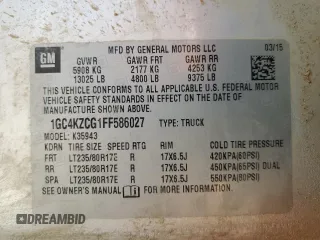 GM
MFD BY GENERAL MOTORS LLC 03/15
GVWR GAWR FRT GAWR RR
5908 KG 2177 KG 4253 KG
13025 LB 4800 LB 9375 LB
THIS VEHICLE CONFORMS TO ALL APPLICABLE U.S. FEDERAL MOTOR
VEHICLE SAFETY STANDARDS IN EFFECT ON THE DATE OF
MANUFACTURE SHOWN ABOVE.
1GC4KZCG1FF586027 TYPE: TRUCK
MODEL: K35943
KDRN TIRE SIZE SPEED RTG RIM COLD TIRE PRESSURE
FRT LT235/80R17E R 17X6.5J 420KPA(60PSI)
RR LT235/80R17E R 17X6.5J 450KPA(65PSI) DUAL
SPA LT235/80R17E R 17X6.5J 550KPA(80PSI)
SEE OWNER'S MANUAL FOR ADDITIONAL INFORMATION
DREAMBID